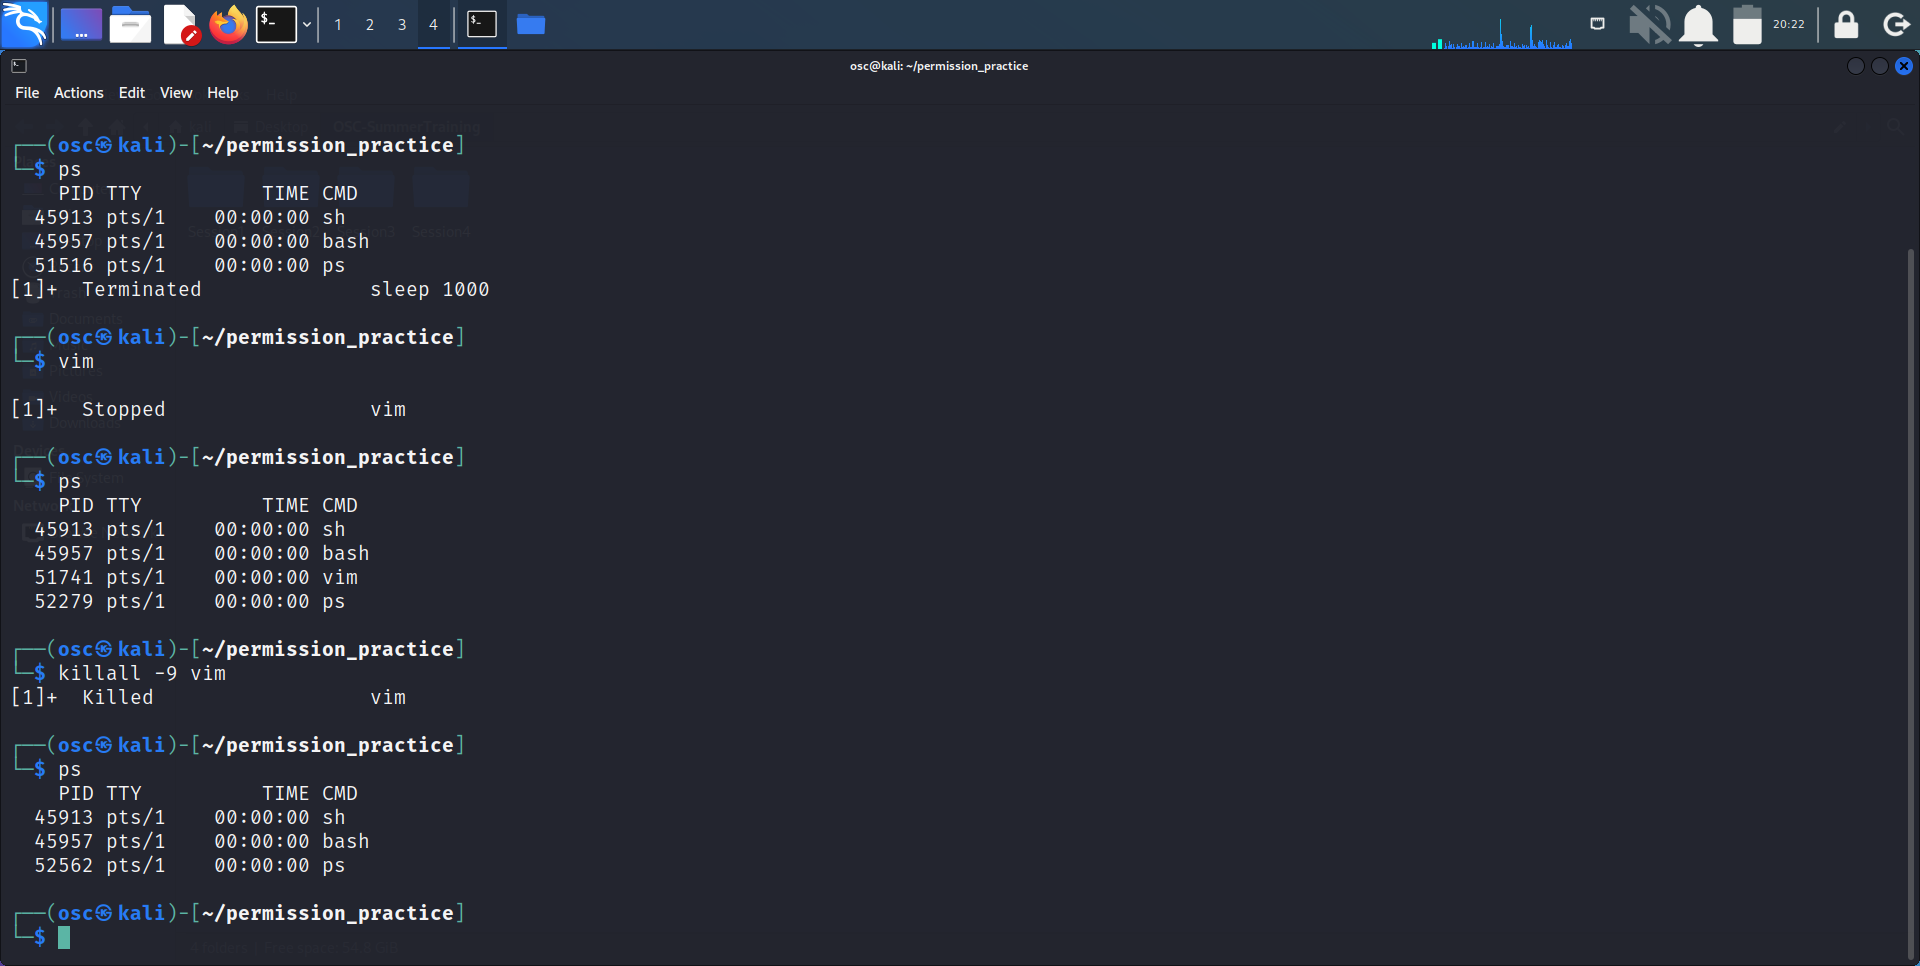 1 2 3 4
20:22
osc@kali: ~/permission_practice
File Actions Edit View Help
┌──(osc㉿kali)-[~/permission_practice]
└─$ ps
PID TTY TIME CMD
45913 pts/1 00:00:00 sh
45957 pts/1 00:00:00 bash
51516 pts/1 00:00:00 ps
[1]+ Terminated sleep 1000
┌──(osc㉿kali)-[~/permission_practice]
└─$ vim
[1]+ Stopped vim
┌──(osc㉿kali)-[~/permission_practice]
└─$ ps
PID TTY TIME CMD
45913 pts/1 00:00:00 sh
45957 pts/1 00:00:00 bash
51741 pts/1 00:00:00 vim
52279 pts/1 00:00:00 ps
┌──(osc㉿kali)-[~/permission_practice]
└─$ killall -9 vim
[1]+ Killed vim
┌──(osc㉿kali)-[~/permission_practice]
└─$ ps
PID TTY TIME CMD
45913 pts/1 00:00:00 sh
45957 pts/1 00:00:00 bash
52562 pts/1 00:00:00 ps
┌──(osc㉿kali)-[~/permission_practice]
└─$